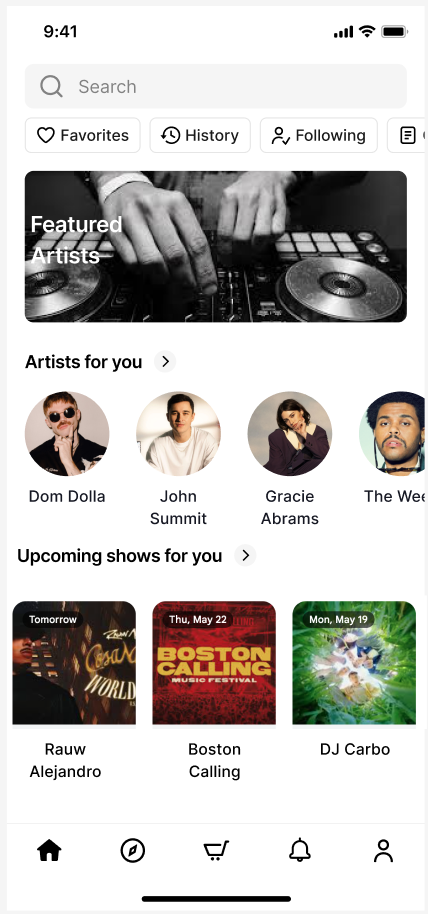 9:41
Search
Favorites
History
Following
Featured
Artists
Artists for you
Dom Dolla
John
Summit
Gracie
Abrams
The Wee
Upcoming shows for you
Tomorrow
Thu, May 22
Mon, May 19
BOSTON
CALLING
MUSIC FESTIVAL
WORLD
Rauw
Alejandro
Boston
Calling
DJ Carbo